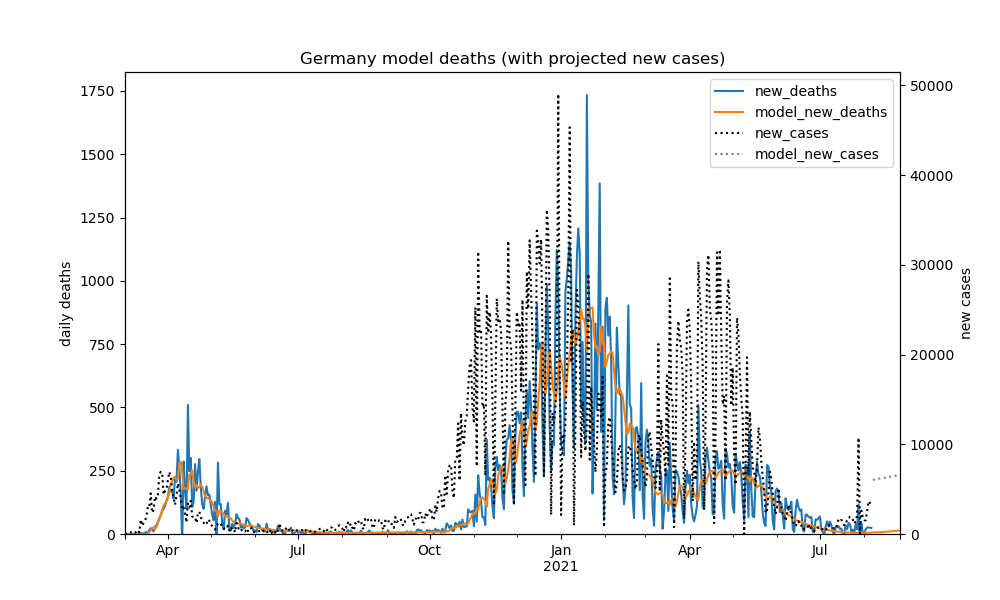 Germany model deaths (with projected new cases)
new_deaths
model_new_deaths
new_cases
model_new_cases
daily deaths
1750
1500
1250
1000
750
500
250
0
50000
40000
30000
20000
10000
0
new cases
Apr
Jul
Oct
Jan
2021
Apr
Jul